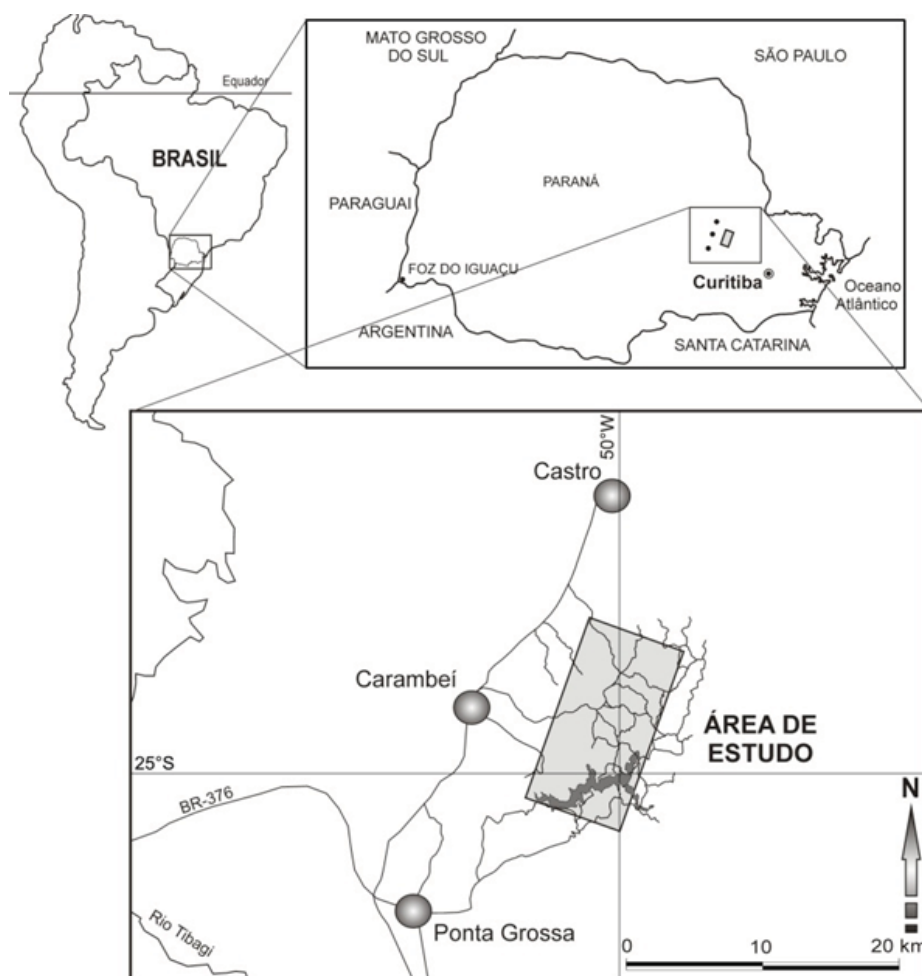 Equador
BRASIL
MATO GROSSO
DO SUL
SÃO PAULO
PARANÁ
PARAGUAI
FOZ DO IGUAÇU
Curitiba
Oceano
Atlântico
ARGENTINA
SANTA CATARINA
50°W
Castro
Carambeí
ÁREA DE
ESTUDO
25°S
BR-376
N
Ponta Grossa
Rio Tibagi
0 10 20 km